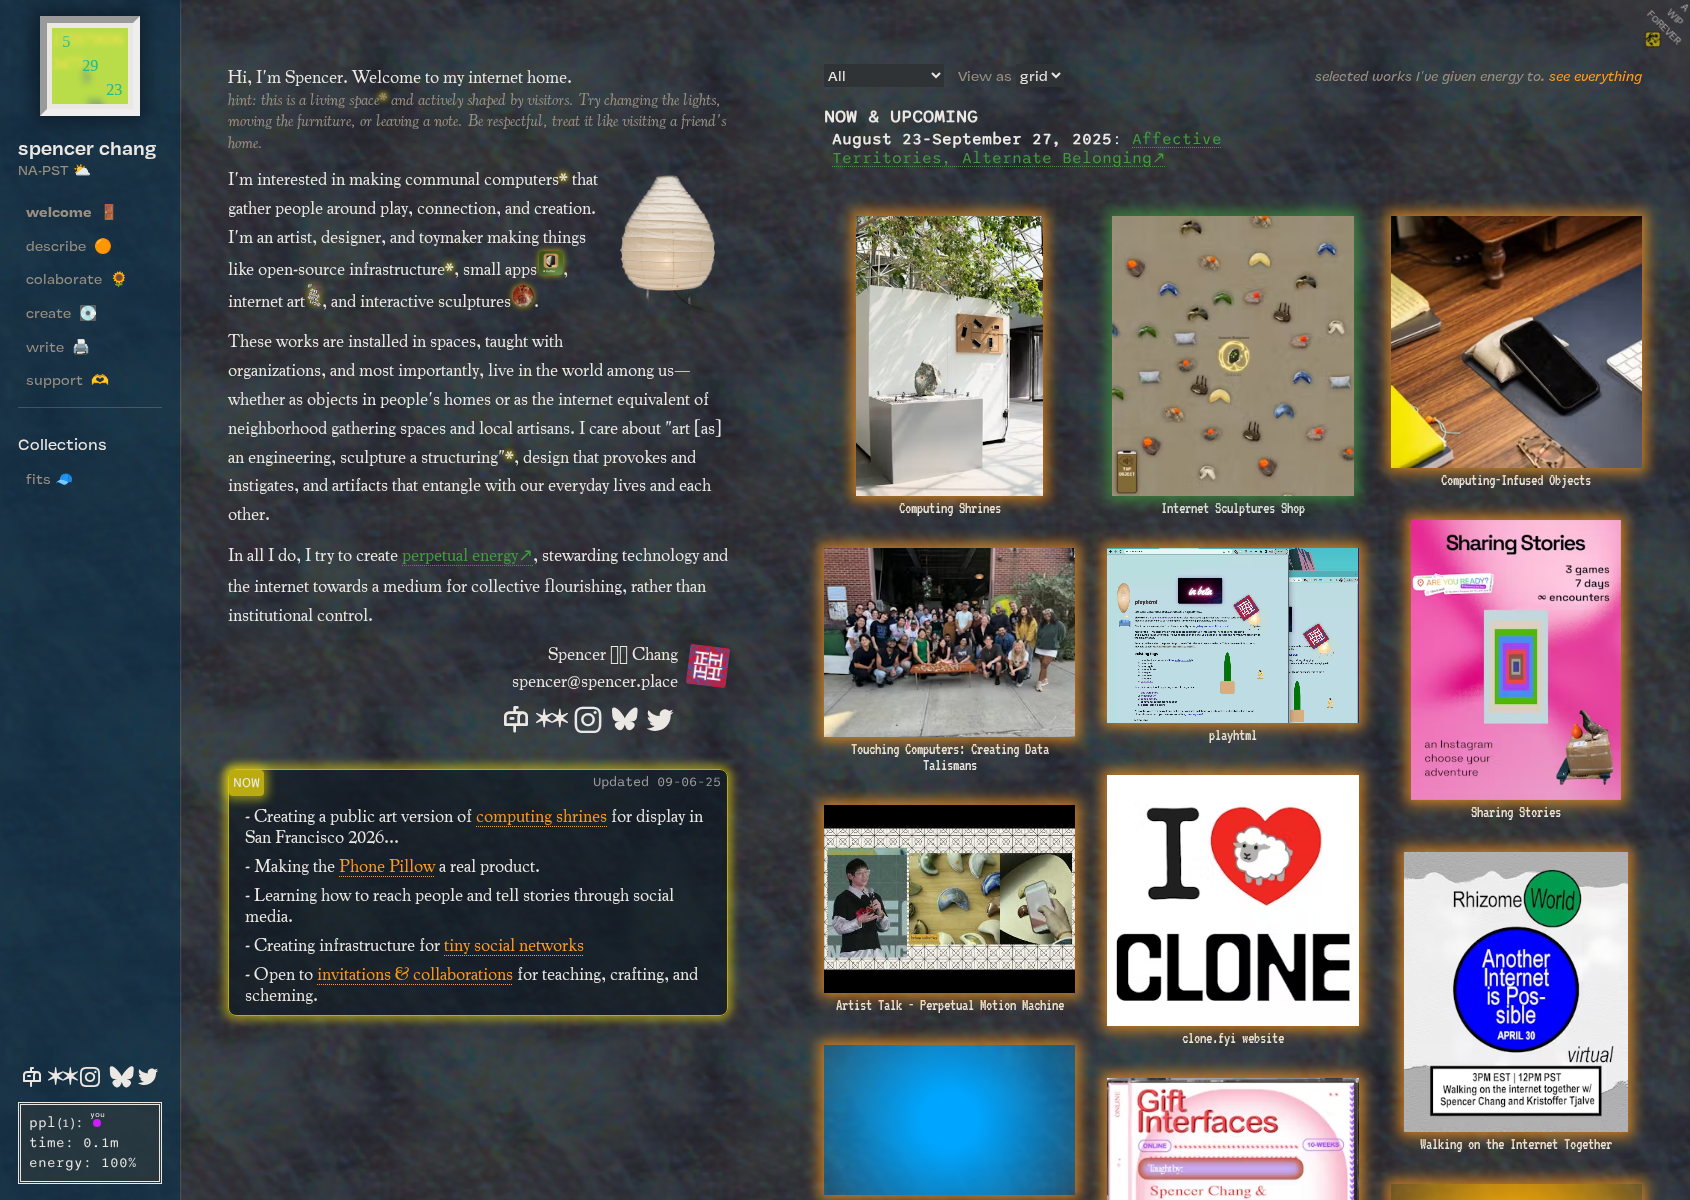 5
29
23
spencer chang
NA-PST
welcome
describe
colaborate
create
write
support
Collections
fits
ppl(1): you
time: 0.1m
energy: 100%
Hi, I'm Spencer. Welcome to my internet home.
hint: this is a living space* and actively shaped by visitors. Try changing the lights,
moving the furniture, or leaving a note. Be respectful, treat it like visiting a friend's
home.
I'm interested in making communal computers* that
gather people around play, connection, and creation.
I'm an artist, designer, and toymaker making things
like open-source infrastructure*, small apps,
internet art, and interactive sculptures.
These works are installed in spaces, taught with
organizations, and most importantly, live in the world among us—
whether as objects in people's homes or as the internet equivalent of
neighborhood gathering spaces and local artisans. I care about "art [as]
an engineering, sculpture a structuring"*, design that provokes and
instigates, and artifacts that entangle with our everyday lives and each
other.
In all I do, I try to create perpetual energy↗, stewarding technology and
the internet towards a medium for collective flourishing, rather than
institutional control.
Spencer Chang
spencer@spencer.place
NOW
Updated 09-06-25
- Creating a public art version of computing shrines for display in
San Francisco 2026...
- Making the Phone Pillow a real product.
- Learning how to reach people and tell stories through social
media.
- Creating infrastructure for tiny social networks
- Open to invitations & collaborations for teaching, crafting, and
scheming.
All
View as grid
selected works I've given energy to. see everything
A
WIP
FOREVER
NOW & UPCOMING
August 23-September 27, 2025: Affective
Territories, Alternate Belonging↗
Computing Shrines
TAP
OBJECT
Internet Sculptures Shop
Computing-Infused Objects
Touching Computers: Creating Data
Talismans
in beta
playhtml
playhtml
Sharing Stories
ARE YOU READY?
3 games
7 days
∞ encounters
an Instagram
choose your
adventure
Sharing Stories
Artist Talk - Perpetual Motion Machine
I
CLONE
clone.fyi website
Rhizome World
Another
Internet
is Pos-
sible
APRIL 30
virtual
3PM EST | 12PM PST
Walking on the internet together w/
Spencer Chang and Kristoffer Tjalve
Walking on the Internet Together
ONLINE
Gift
Interfaces
ONLINE
10-WEEKS
Taught by:
Spencer Chang &